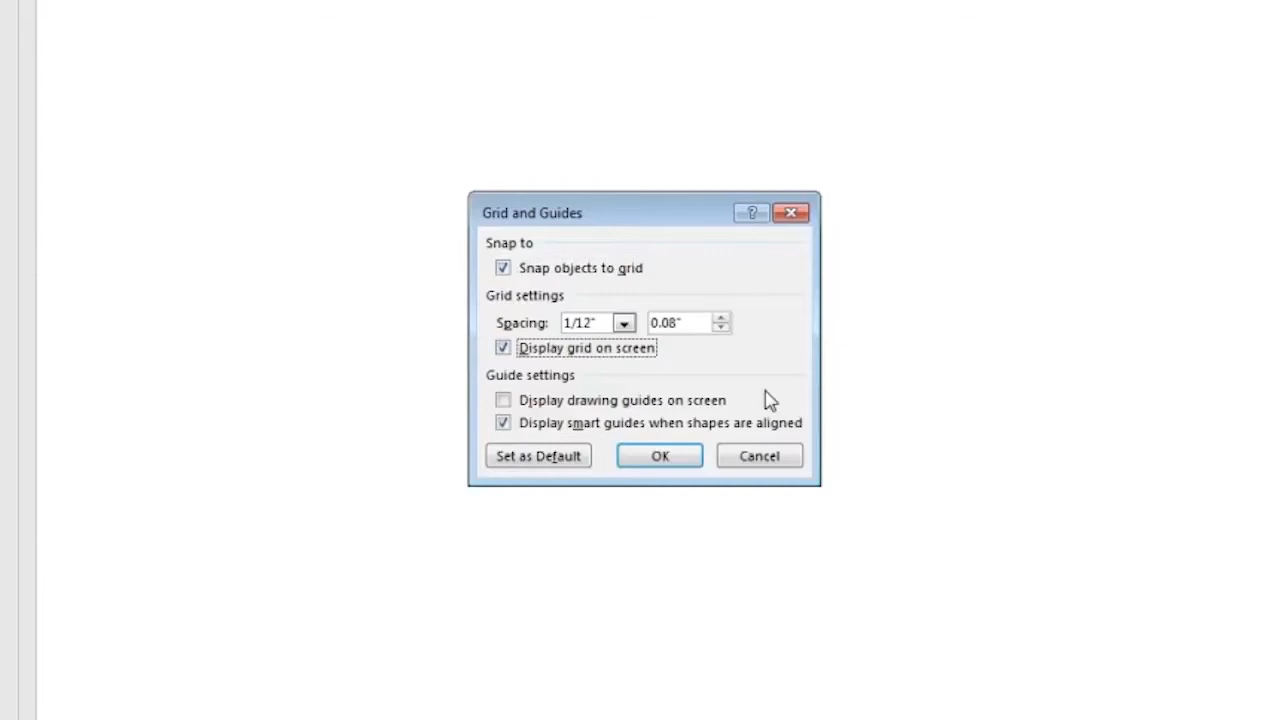 Grid and Guides
Snap to
Snap objects to grid
Grid settings
Spacing: 1/12" 0.08"
Display grid on screen
Guide settings
Display drawing guides on screen
Display smart guides when shapes are aligned
Set as Default OK Cancel